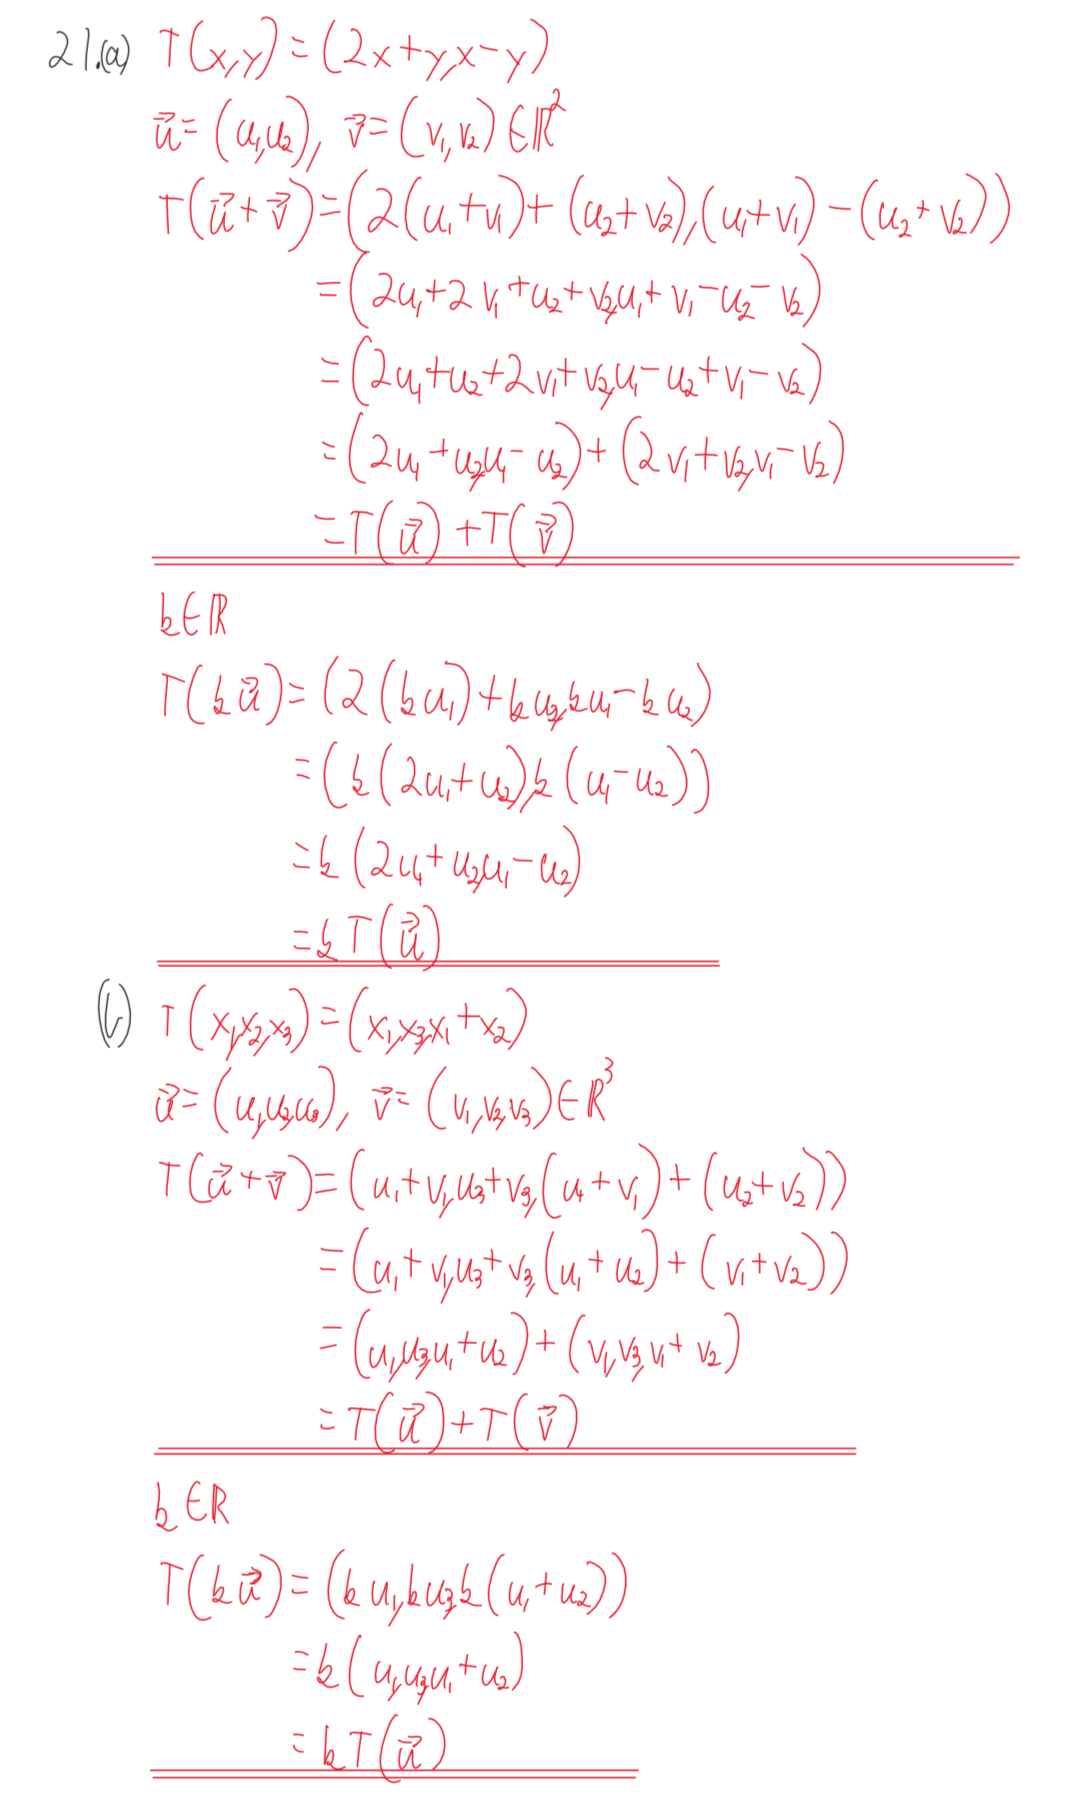 21.(a) T(x,y)=(2x+y,x-y)
u⃗=(u₁,u₂), v⃗=(v₁,v₂)∈ℝ²
T(u⃗+v⃗)=(2(u₁+v₁)+(u₂+v₂),(u₁+v₁)-(u₂+v₂))
=(2u₁+2v₁+u₂+v₂,u₁+v₁-u₂-v₂)
=(2u₁+u₂+2v₁+v₂,u₁-u₂+v₁-v₂)
=(2u₁+u₂,u₁-u₂)+(2v₁+v₂,v₁-v₂)
=T(u⃗)+T(v⃗)
k∈ℝ
T(ku⃗)=(2(ku₁)+ku₂,ku₁-ku₂)
=(k(2u₁+u₂),k(u₁-u₂))
=k(2u₁+u₂,u₁-u₂)
=kT(u⃗)
(b) T(x₁,x₂,x₃)=(x₁,x₃,x₁+x₂)
u⃗=(u₁,u₂,u₃), v⃗=(v₁,v₂,v₃)∈ℝ³
T(u⃗+v⃗)=(u₁+v₁,u₃+v₃,(u₁+v₁)+(u₂+v₂))
=(u₁+v₁,u₃+v₃,(u₁+u₂)+(v₁+v₂))
=(u₁,u₃,u₁+u₂)+(v₁,v₃,v₁+v₂)
=T(u⃗)+T(v⃗)
k∈ℝ
T(ku⃗)=(ku₁,ku₃,k(u₁+u₂))
=k(u₁,u₃,u₁+u₂)
=kT(u⃗)